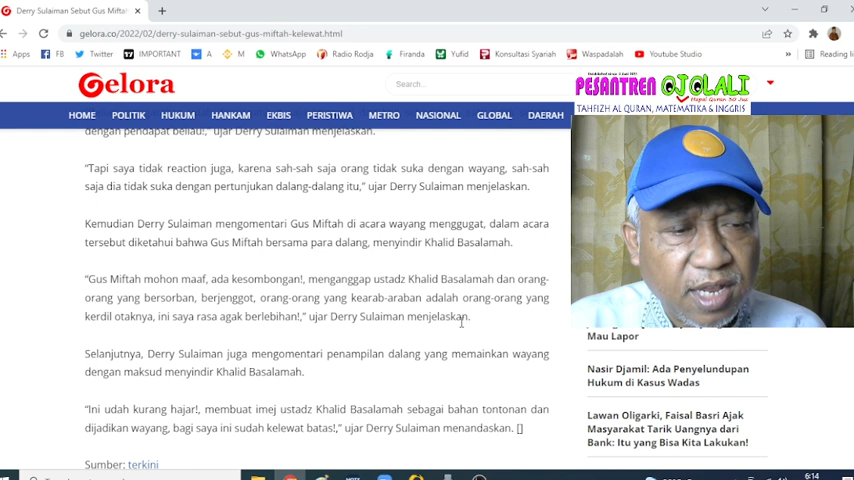 Derry Sulaiman Sebut Gus Miftah
gelora.co/2022/02/derry-sulaiman-sebut-gus-miftah-kelewat.html
Apps F8 Twitter IMPORTANT A M WhatsApp Radio Rodja Firanda Yufid Konsultasi Syariah Waspadalah YouTube Studio Reading
Gelora
Search...
PESANTREN OJOLALI
Hapal Quran 30 Juz
TAHFIZH AL QURAN, MATEMATIKA & INGGRIS
HOME POLITIK HUKUM HANKAM EKBIS PERISTIWA METRO NASIONAL GLOBAL DAERAH
dengan pendapat beliau!," ujar Derry Sulaiman menjelaskan.
"Tapi saya tidak reaction juga, karena sah-sah saja orang tidak suka dengan wayang, sah-sah
saja dia tidak suka dengan pertunjukan dalang-dalang itu," ujar Derry Sulaiman menjelaskan.
Kemudian Derry Sulaiman mengomentari Gus Miftah di acara wayang menggugat, dalam acara
tersebut diketahui bahwa Gus Miftah bersama para dalang, menyindir Khalid Basalamah.
"Gus Miftah mohon maaf, ada kesombongan!, menganggap ustadz Khalid Basalamah dan orang-
orang yang bersorban, berjenggot, orang-orang yang kearab-araban adalah orang-orang yang
kerdil otaknya, ini saya rasa agak berlebihan!," ujar Derry Sulaiman menjelaskan.
Selanjutnya, Derry Sulaiman juga mengomentari penampilan dalang yang memainkan wayang
dengan maksud menyindir Khalid Basalamah.
"Ini udah kurang hajar!, membuat imej ustadz Khalid Basalamah sebagai bahan tontonan dan
dijadikan wayang, bagi saya ini sudah kelewat batas!," ujar Derry Sulaiman menandaskan. []
Sumber: terkini
Mau Lapor
Nasir Djamil: Ada Penyelundupan
Hukum di Kasus Wadas
Lawan Oligarki, Faisal Basri Ajak
Masyarakat Tarik Uangnya dari
Bank: Itu yang Bisa Kita Lakukan!
6:14